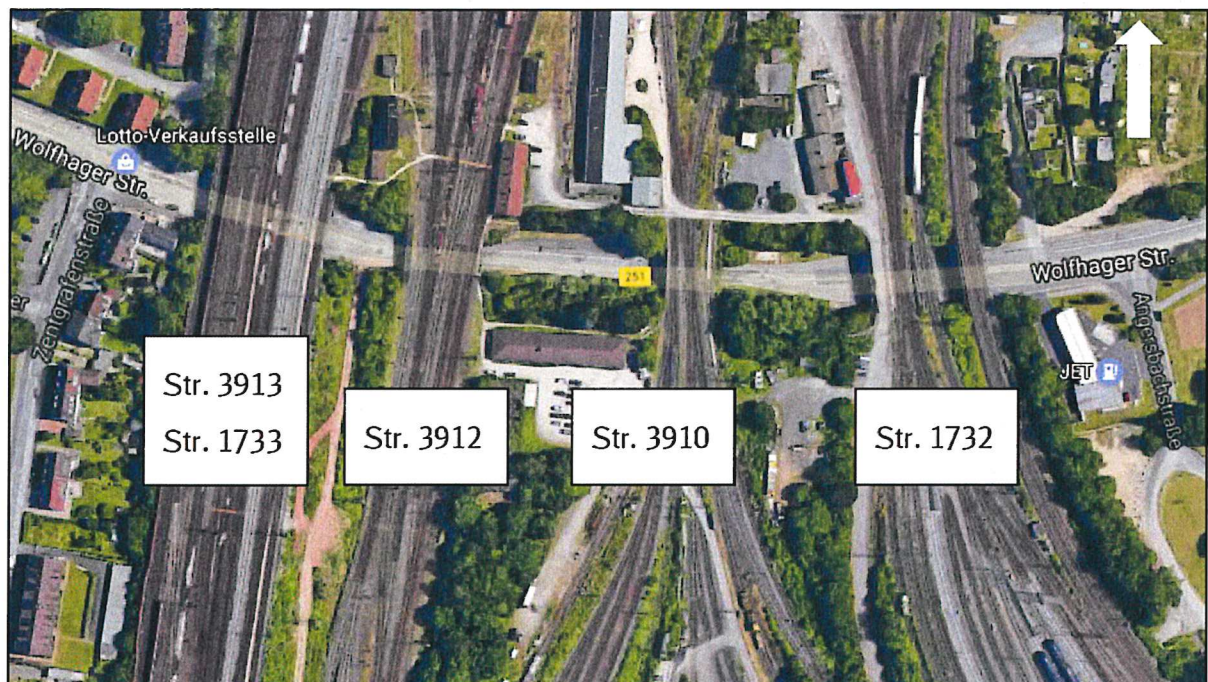 Lotto-Verkaufsstelle
Wolfhager Str.
Zentgrafenstraße
er
251
Wolfhager Str.
Angersbachstraße
JET
Str. 3913
Str. 1733
Str. 3912
Str. 3910
Str. 1732